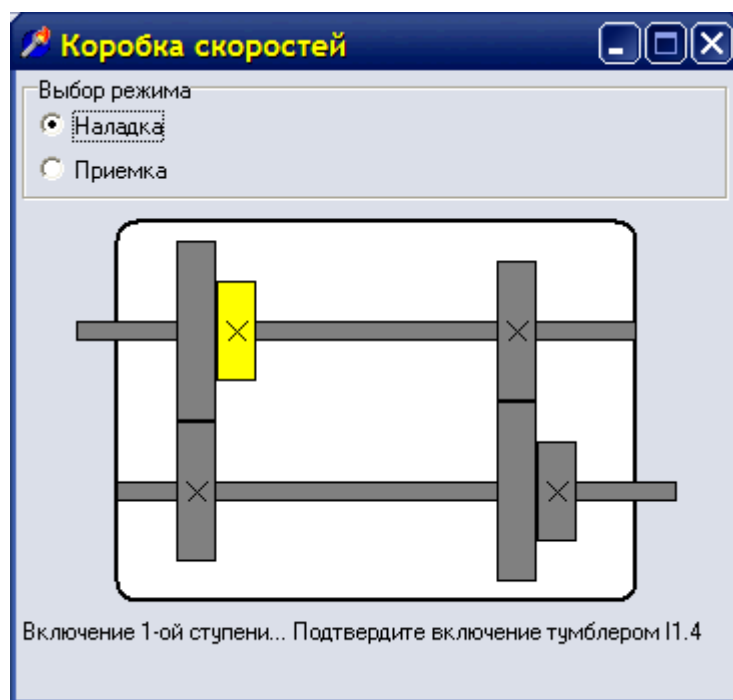 Коробка скоростей
Выбор режима
Наладка
Приемка
Включение 1-ой ступени... Подтвердите включение тумблером I1.4